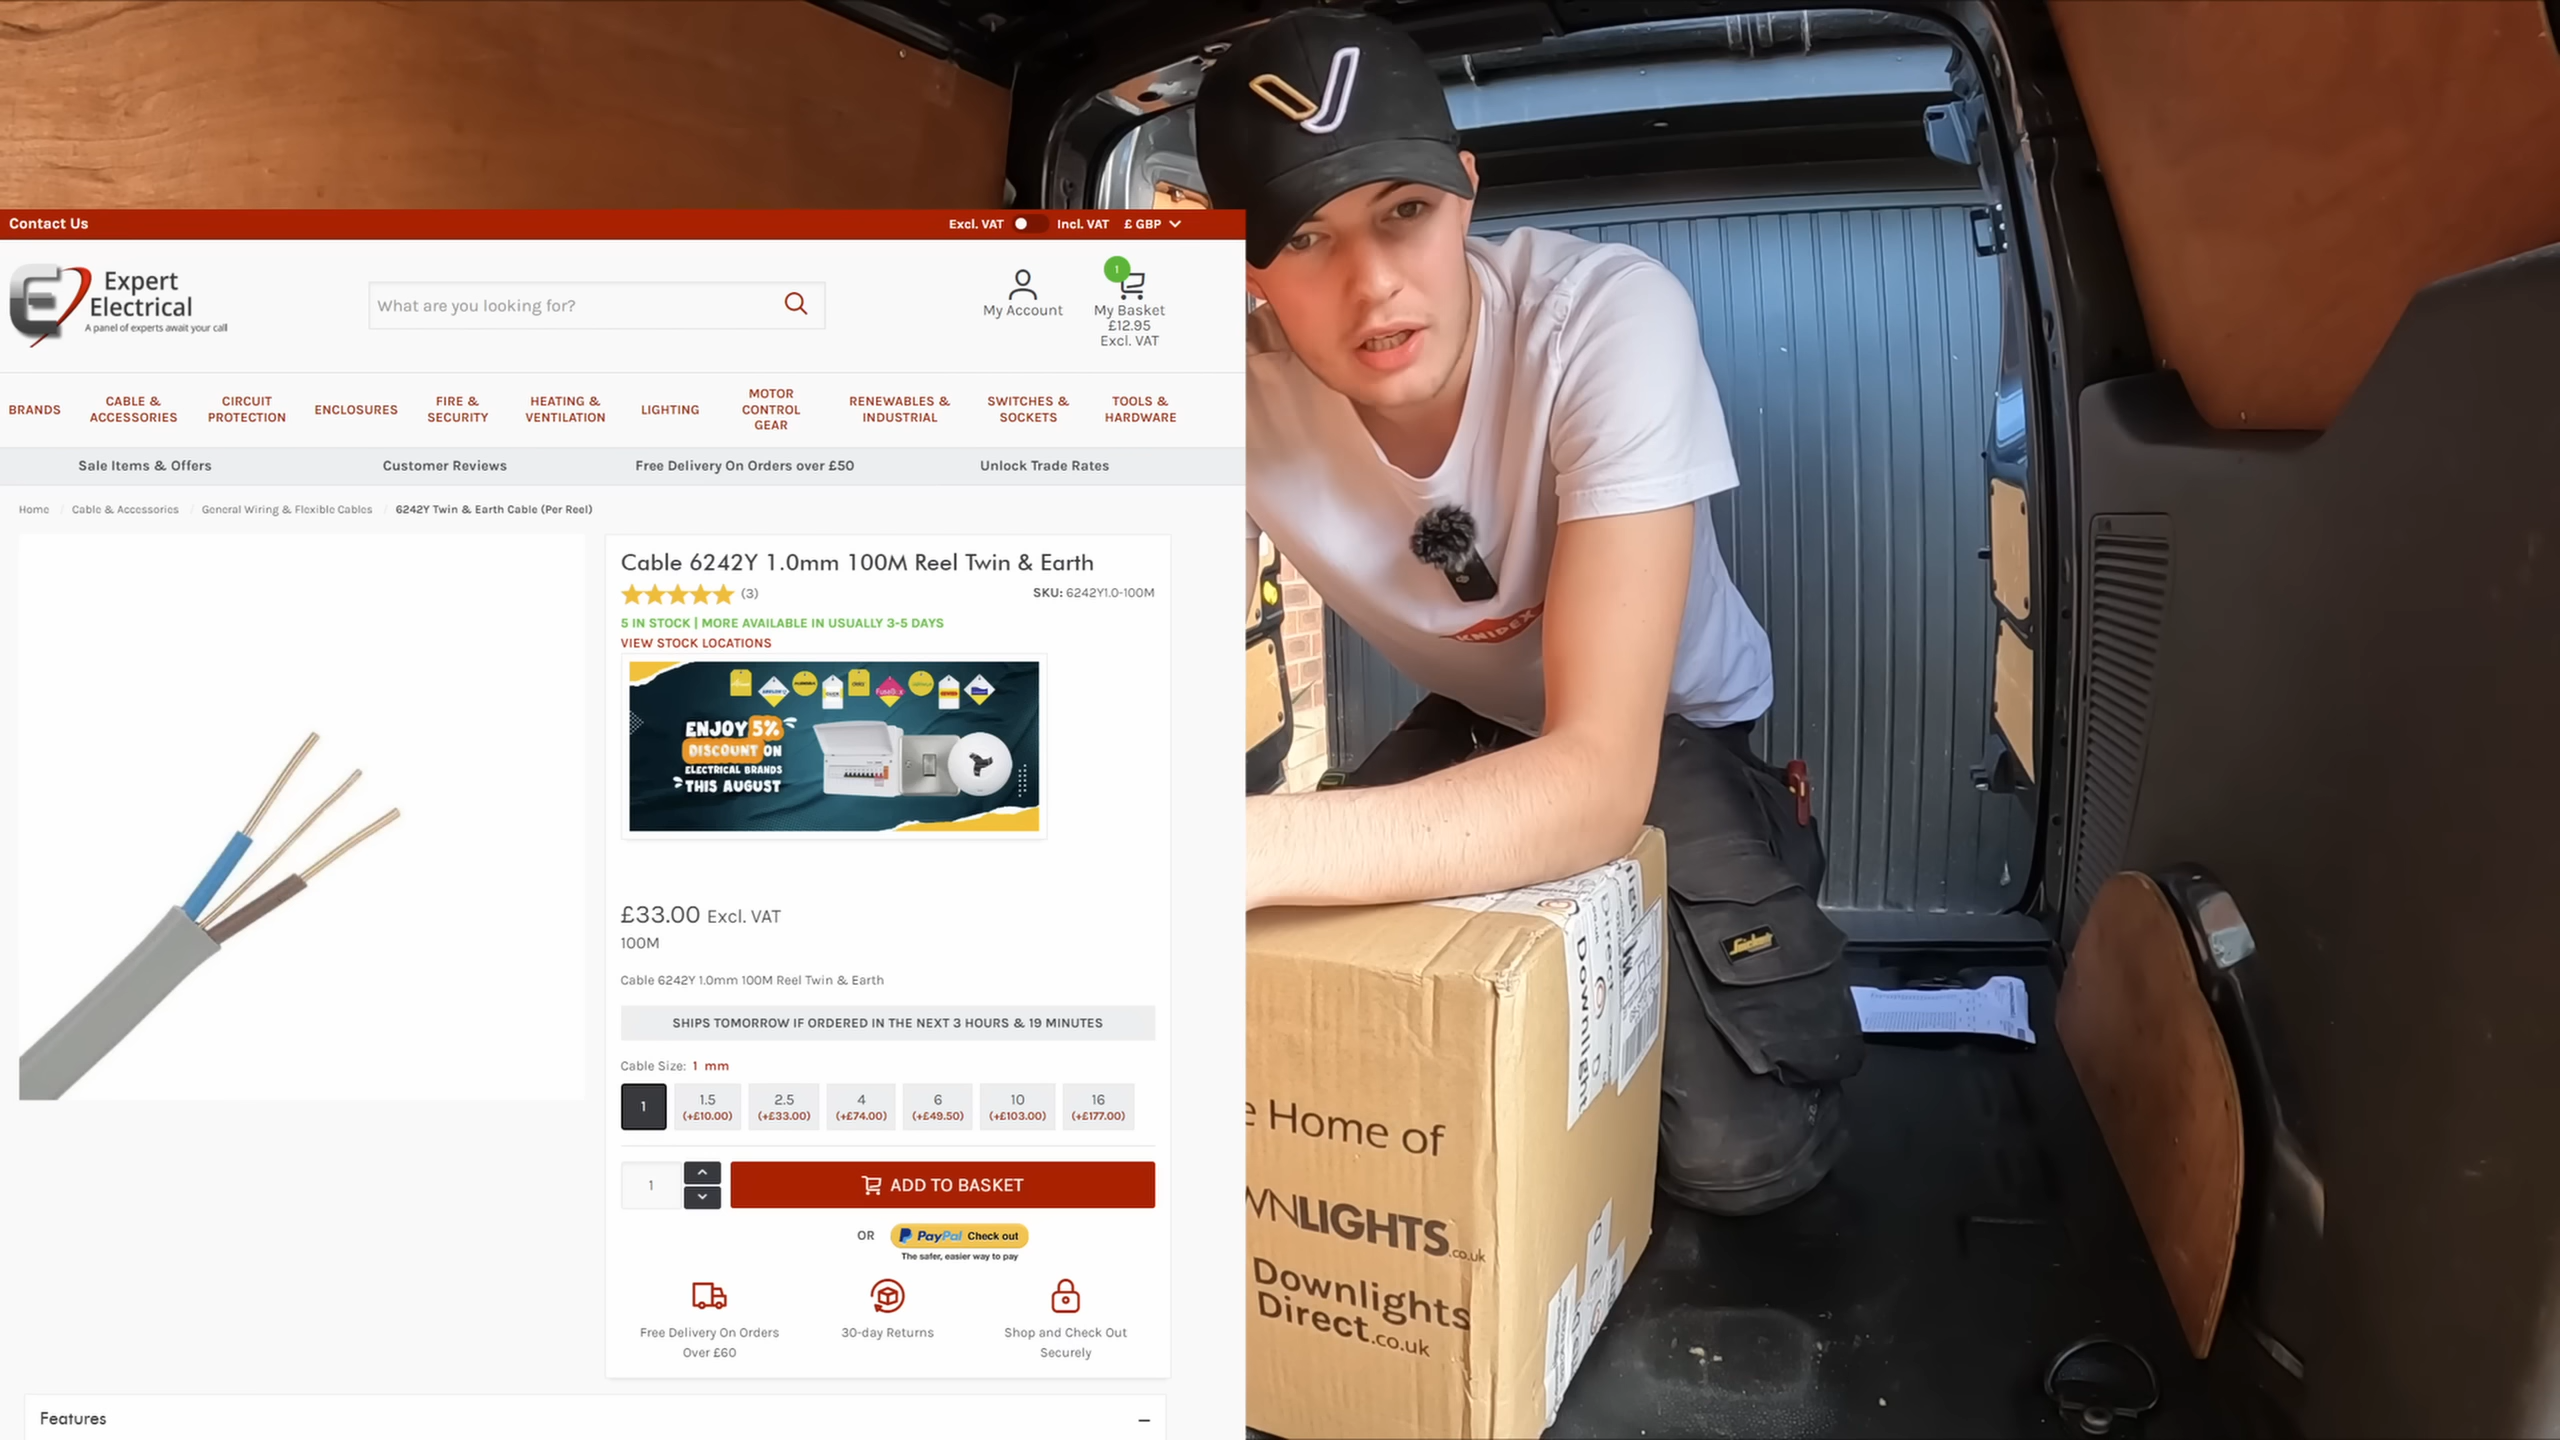 Contact Us
Excl. VAT Incl. VAT £ GBP
Expert
Electrical
A panel of experts await your call
What are you looking for?
My Account
1
My Basket
£12.95
Excl. VAT
BRANDS
CABLE &
ACCESSORIES
CIRCUIT
PROTECTION
ENCLOSURES
FIRE &
SECURITY
HEATING &
VENTILATION
LIGHTING
MOTOR
CONTROL
GEAR
RENEWABLES &
INDUSTRIAL
SWITCHES &
SOCKETS
TOOLS &
HARDWARE
Sale Items & Offers
Customer Reviews
Free Delivery On Orders over £50
Unlock Trade Rates
Home / Cable & Accessories / General Wiring & Flexible Cables / 6242Y Twin & Earth Cable (Per Reel)
Cable 6242Y 1.0mm 100M Reel Twin & Earth
(3)
SKU: 6242Y1.0-100M
5 IN STOCK | MORE AVAILABLE IN USUALLY 3-5 DAYS
VIEW STOCK LOCATIONS
ENJOY 5%
DISCOUNT ON
ELECTRICAL BRANDS
THIS AUGUST
£33.00 Excl. VAT
100M
Cable 6242Y 1.0mm 100M Reel Twin & Earth
SHIPS TOMORROW IF ORDERED IN THE NEXT 3 HOURS & 19 MINUTES
Cable Size: 1 mm
1
1.5
(+£10.00)
2.5
(+£33.00)
4
(+£74.00)
6
(+£49.50)
10
(+£103.00)
16
(+£177.00)
1
ADD TO BASKET
OR
PayPal Check out
The safer, easier way to pay
Free Delivery On Orders
Over £60
30-day Returns
Shop and Check Out
Securely
Features
KNIPEX
Snickers
Downlight
Direct
Home of
LIGHTS.co.uk
Downlights
Direct.co.uk